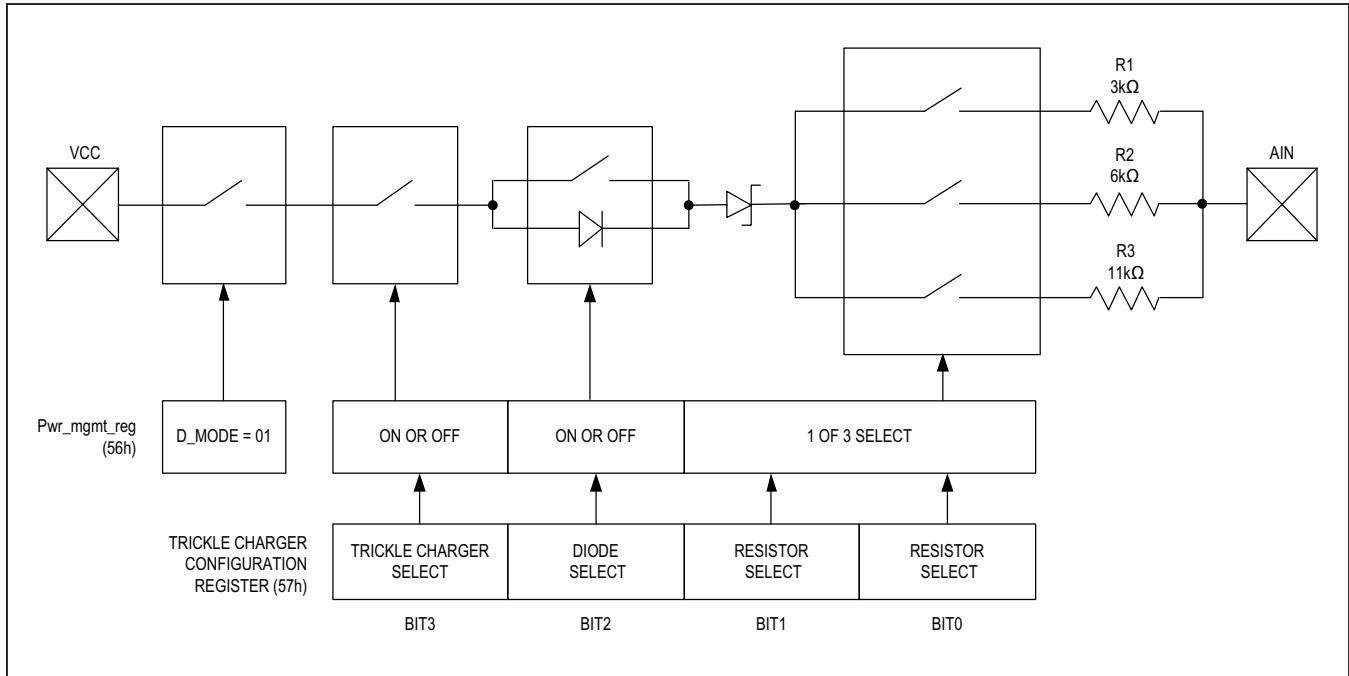 R1
3kΩ
VCC
R2
6kΩ
AIN
R3
11kΩ
Pwr_mgmt_reg
(56h)
D_MODE = 01
ON OR OFF
ON OR OFF
1 OF 3 SELECT
TRICKLE CHARGER
CONFIGURATION
REGISTER (57h)
TRICKLE CHARGER
SELECT
DIODE
SELECT
RESISTOR
SELECT
RESISTOR
SELECT
BIT3
BIT2
BIT1
BIT0